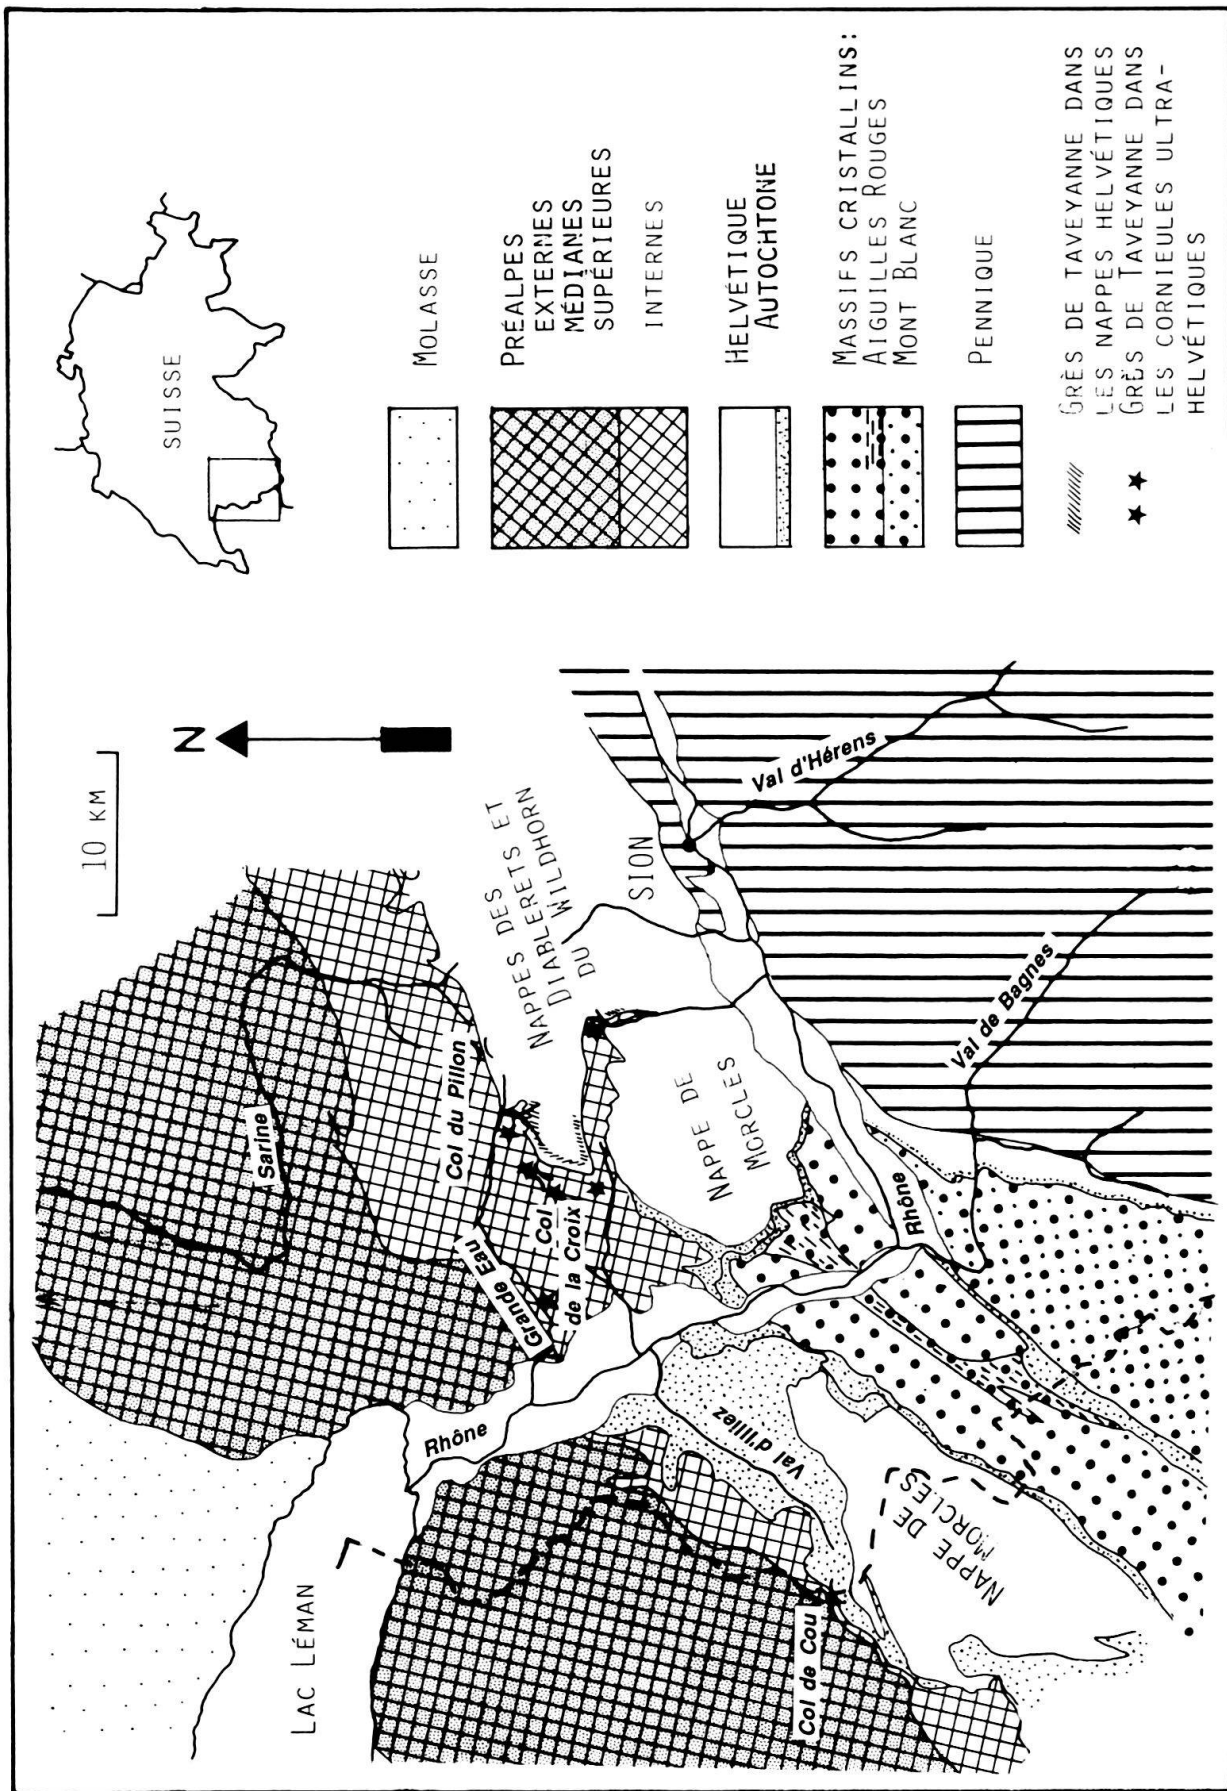 SUISSE
MOLASSE
PRÉALPES
EXTERNES
MÉDIANES
SUPÉRIEURES
INTERNES
HELVÉTIQUE
AUTOCHTONE
MASSIFS CRISTALLINS:
AIGUILLES ROUGES
MONT BLANC
PENNIQUE
GRÈS DE TAVEYANNE DANS
LES NAPPES HELVÉTIQUES
GRÈS DE TAVEYANNE DANS
LES CORNIEULES ULTRA-
HELVÉTIQUES
10 KM
N
LAC LÉMAN
Rhône
Sarine
Col du Pillon
Grande Eau
Col
de la Croix
NAPPES DES
DIABLERETS ET
DU WILDHORN
SION
Val d'Hérens
NAPPE DE
MORCLES
Val d'Illiez
Col de Cou
NAPPE DE
MORCLES
Rhône
Val de Bagnes